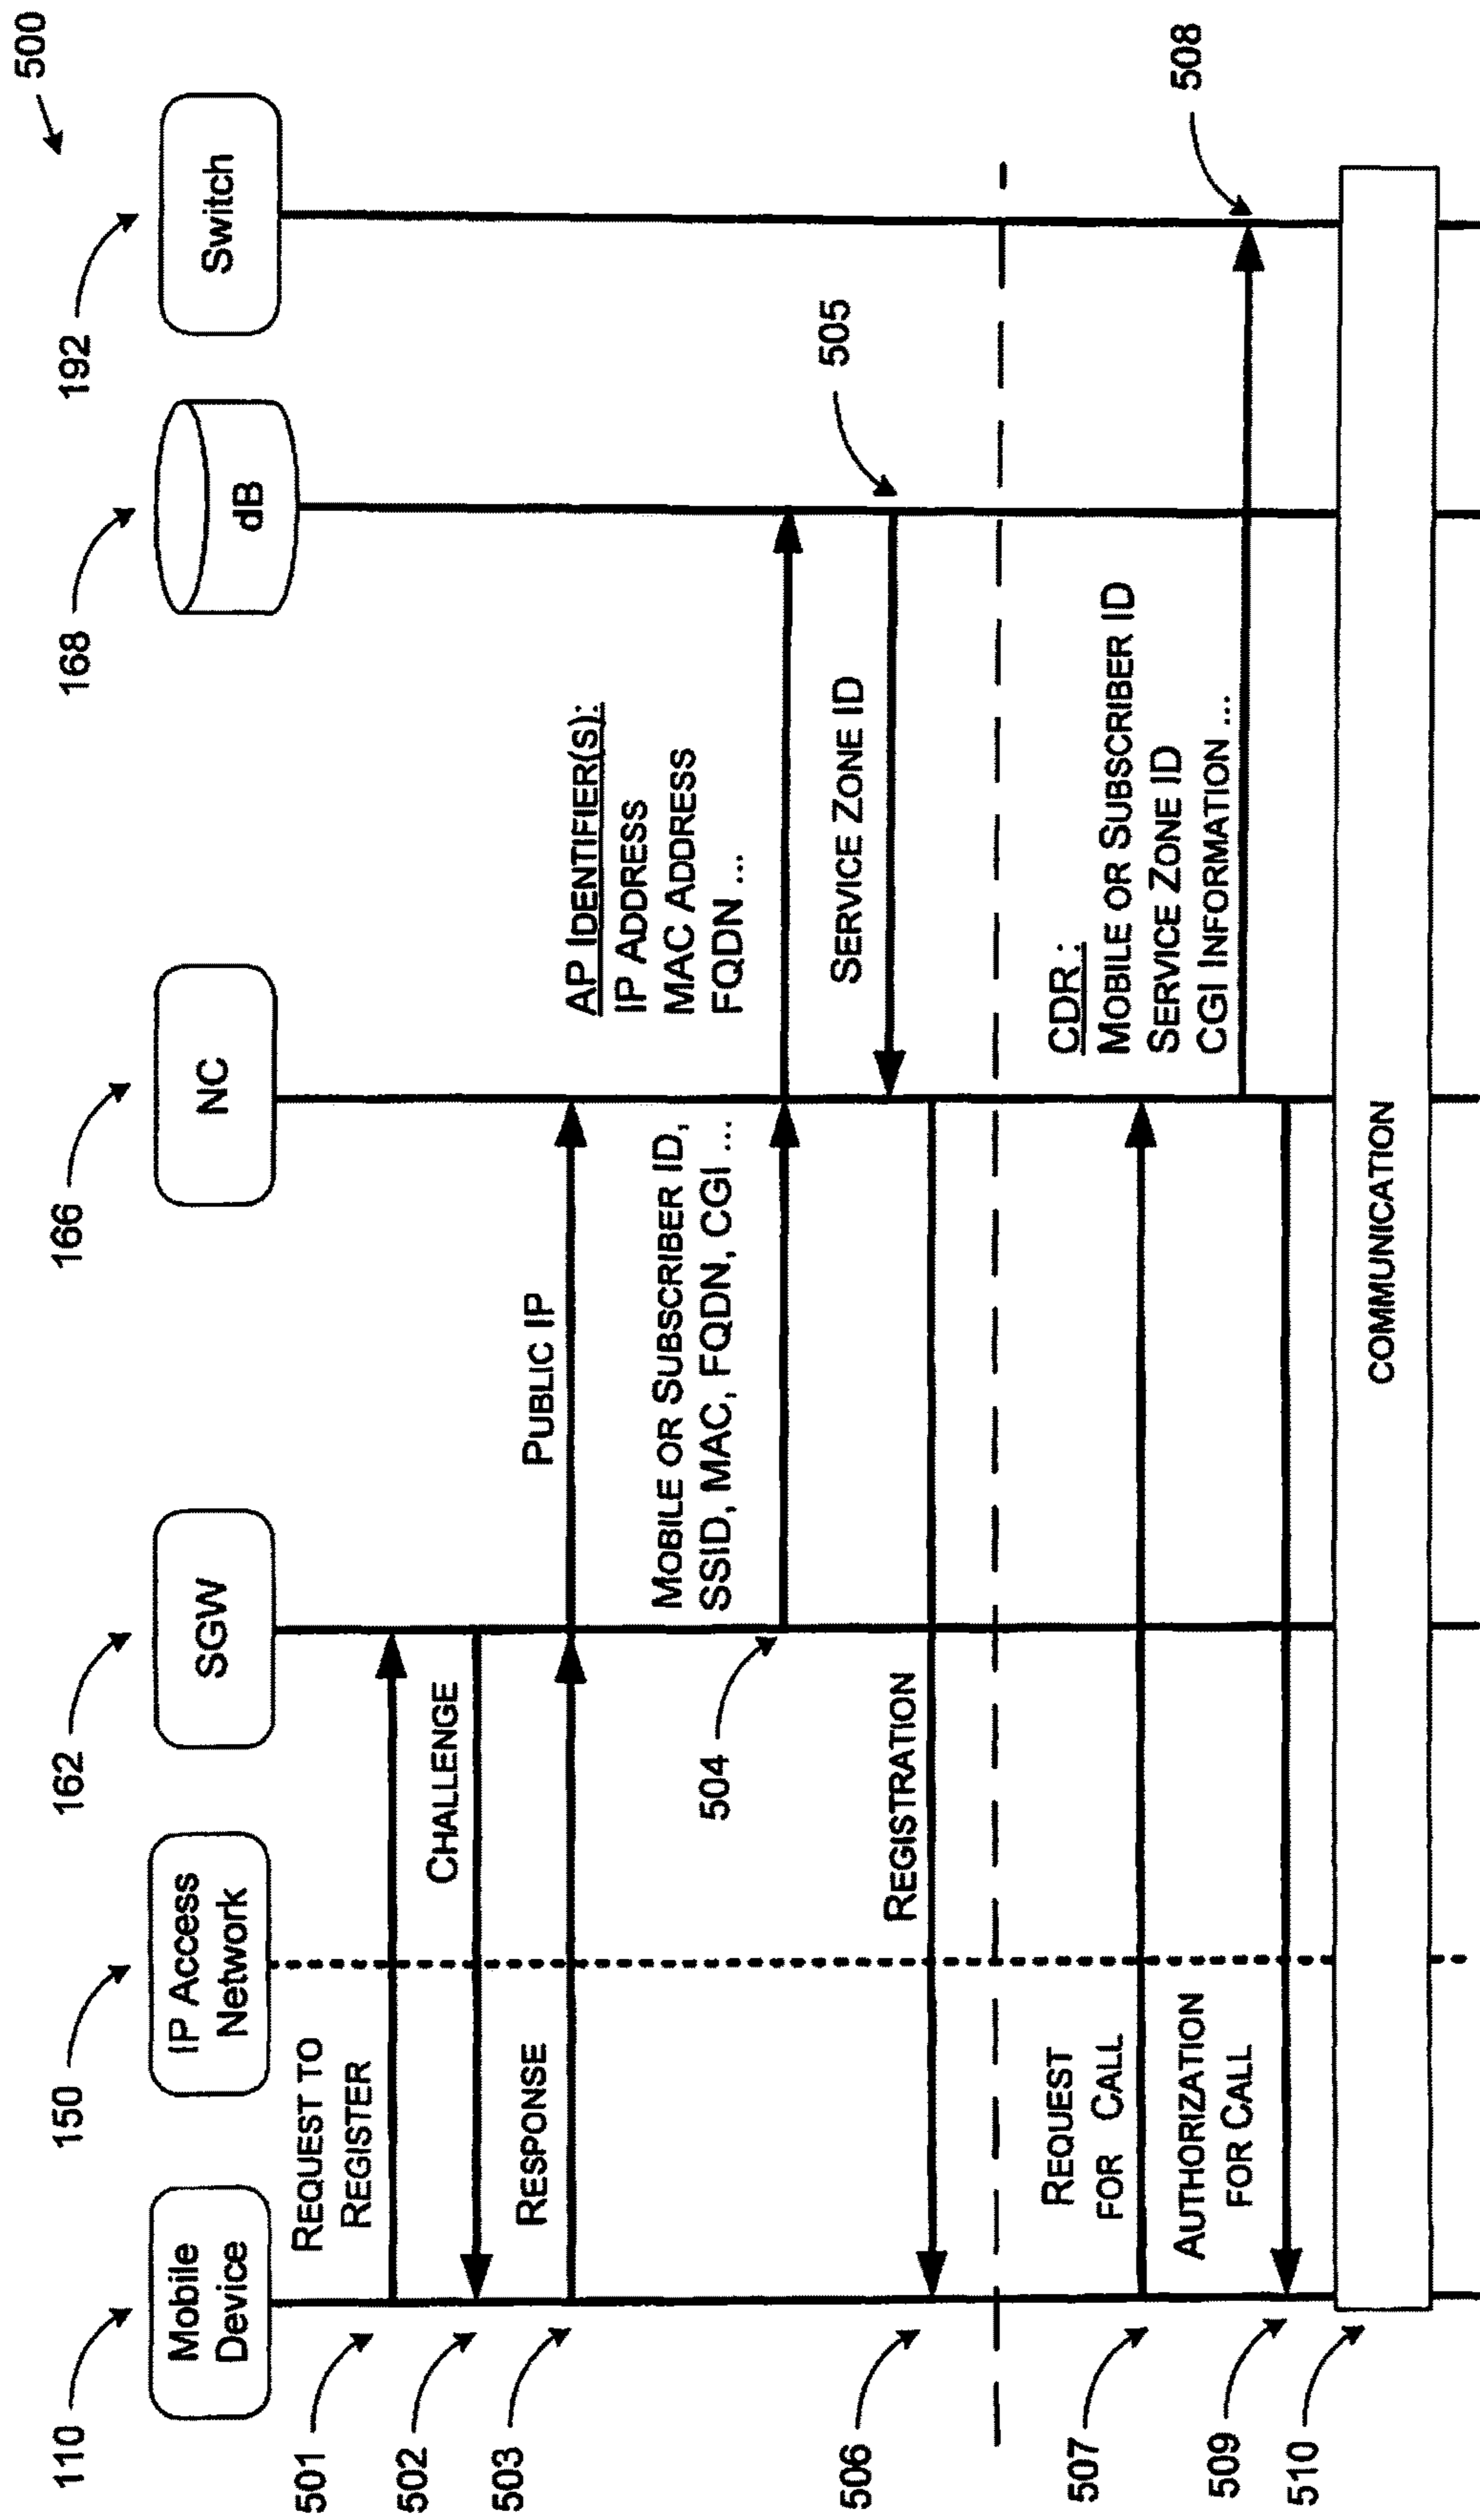 500
110
150
162
166
168
192
Mobile
Device
IP Access
Network
SGW
NC
dB
Switch
501
REQUEST TO
REGISTER
502
CHALLENGE
503
RESPONSE
PUBLIC IP
504
MOBILE OR SUBSCRIBER ID,
SSID, MAC, FQDN, CGI ...
AP IDENTIFIER(S):
IP ADDRESS
MAC ADDRESS
FQDN ...
505
SERVICE ZONE ID
506
REGISTRATION
507
REQUEST
FOR CALL
CDR :
MOBILE OR SUBSCRIBER ID
SERVICE ZONE ID
CGI INFORMATION ...
508
509
AUTHORIZATION
FOR CALL
510
COMMUNICATION